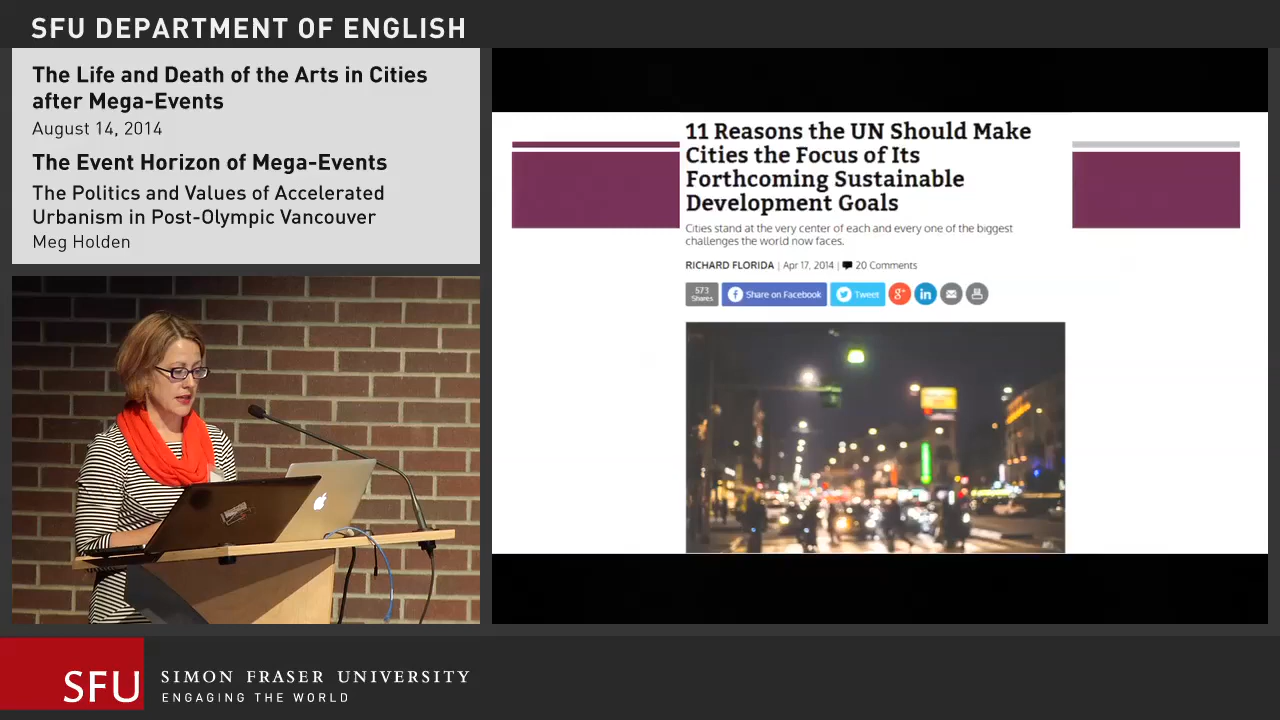 SFU DEPARTMENT OF ENGLISH
The Life and Death of the Arts in Cities
after Mega-Events
August 14, 2014
The Event Horizon of Mega-Events
The Politics and Values of Accelerated
Urbanism in Post-Olympic Vancouver
Meg Holden
11 Reasons the UN Should Make
Cities the Focus of Its
Forthcoming Sustainable
Development Goals
Cities stand at the very center of each and every one of the biggest
challenges the world now faces.
RICHARD FLORIDA | Apr 17, 2014 | 20 Comments
573
Shares
Share on Facebook
Tweet
SFU
SIMON FRASER UNIVERSITY
ENGAGING THE WORLD